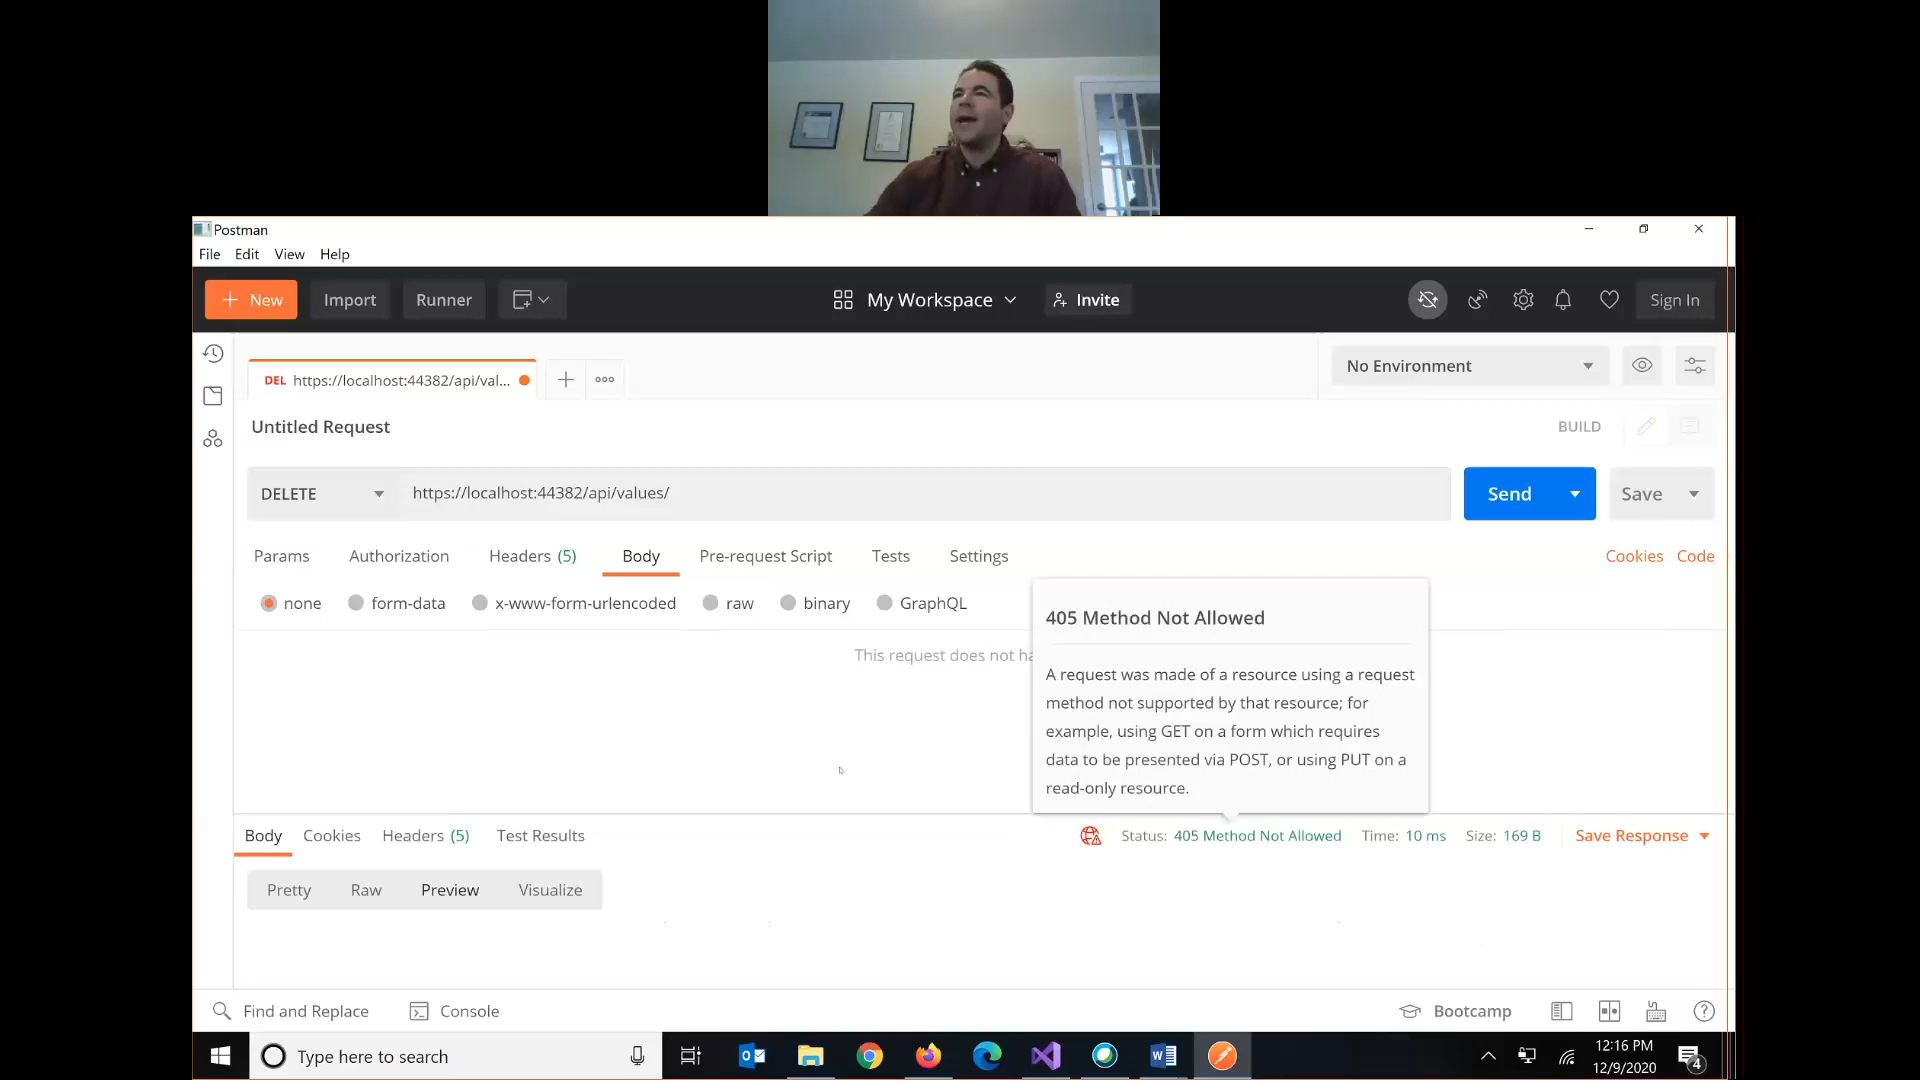 Postman
File Edit View Help
+ New Import Runner My Workspace Invite Sign In
DEL https://localhost:44382/api/val... No Environment
Untitled Request BUILD
DELETE https://localhost:44382/api/values/ Send Save
Params Authorization Headers (5) Body Pre-request Script Tests Settings Cookies Code
none form-data x-www-form-urlencoded raw binary GraphQL
405 Method Not Allowed
This request does not ha
A request was made of a resource using a request
method not supported by that resource; for
example, using GET on a form which requires
data to be presented via POST, or using PUT on a
read-only resource.
Body Cookies Headers (5) Test Results Status: 405 Method Not Allowed Time: 10 ms Size: 169 B Save Response
Pretty Raw Preview Visualize
Find and Replace Console Bootcamp
Type here to search 12:16 PM
12/9/2020 4